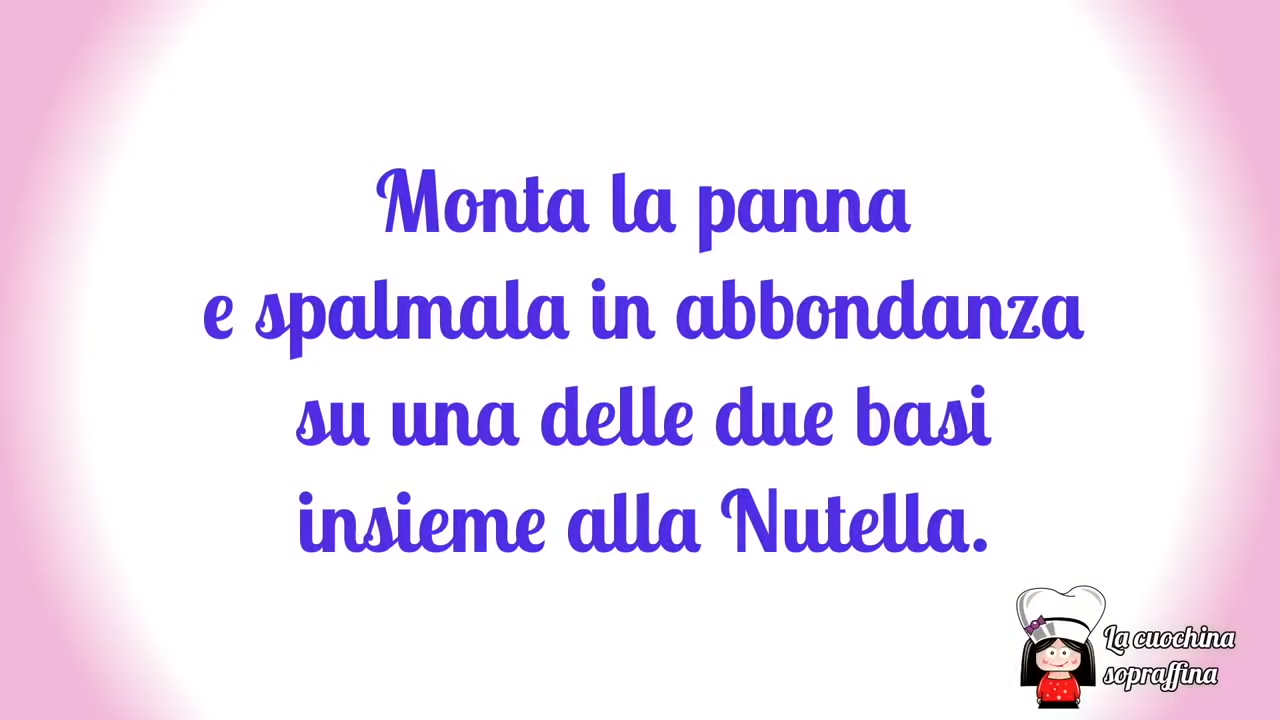 Monta la panna
e spalmala in abbondanza
su una delle due basi
insieme alla Nutella.
La cuochina
sopraffina